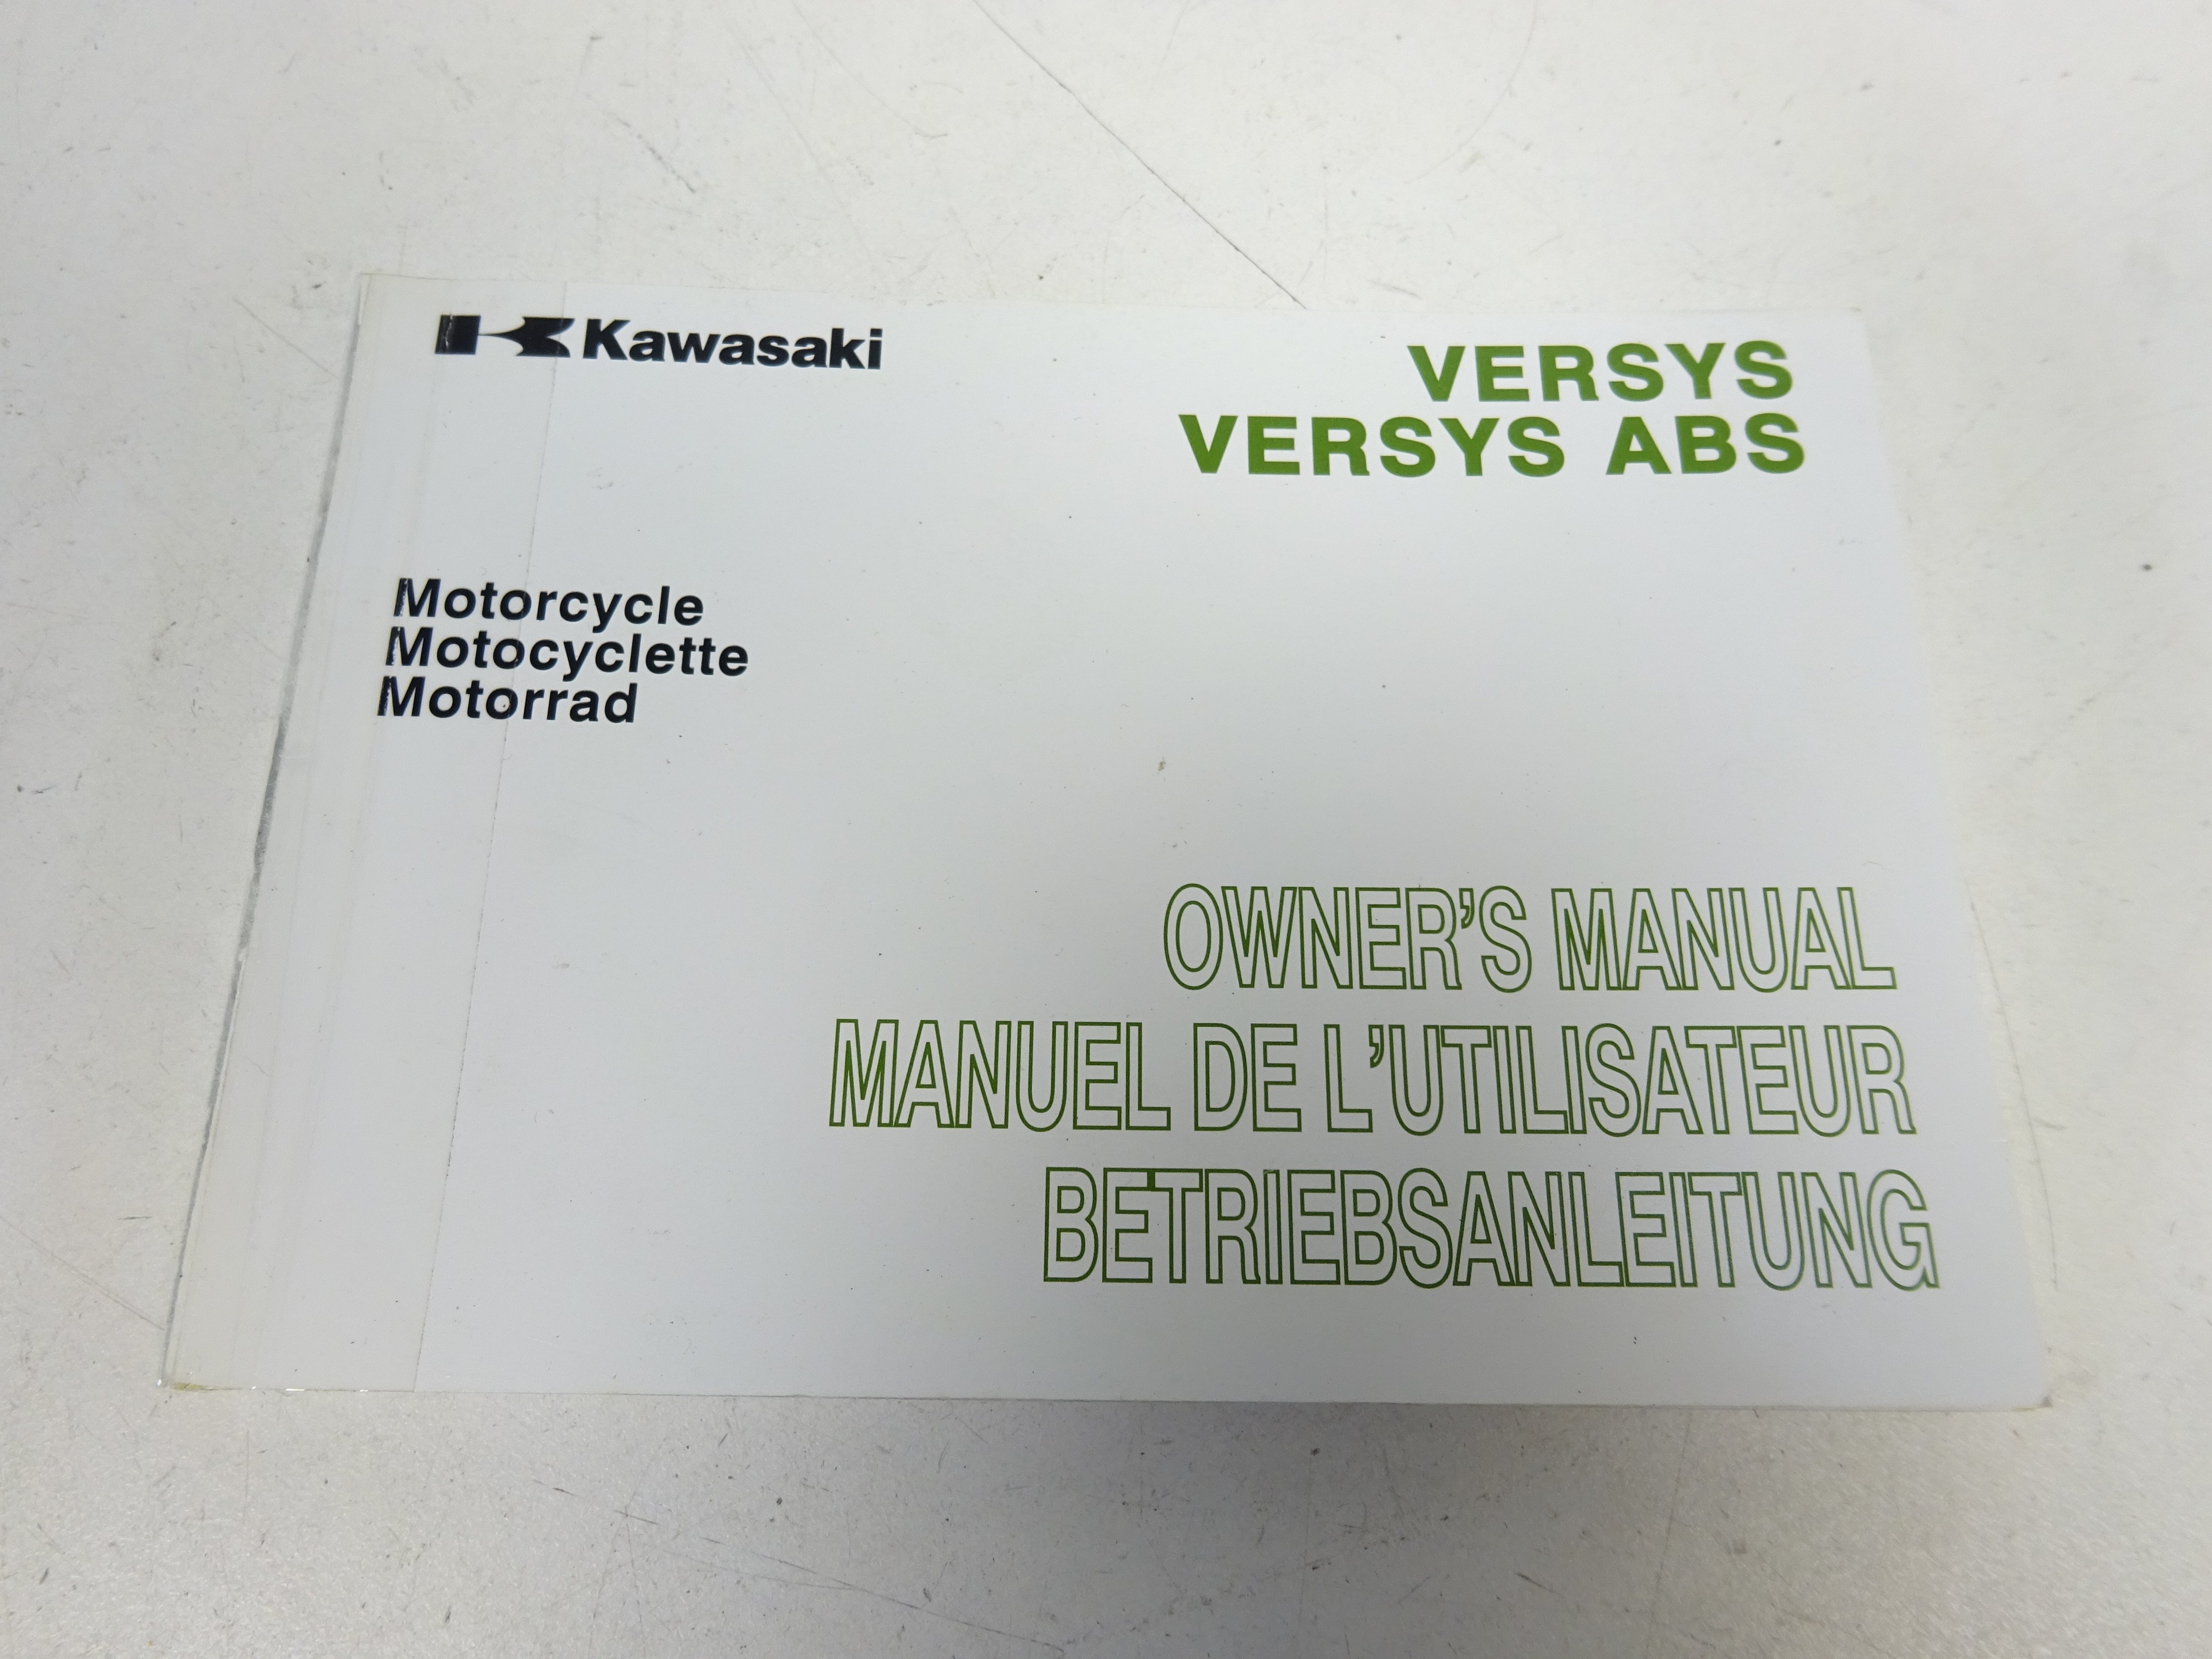 Kawasaki
VERSYS
VERSYS ABS
Motorcycle
Motocyclette
Motorrad
OWNER'S MANUAL
MANUEL DE L'UTILISATEUR
BETRIEBSANLEITUNG